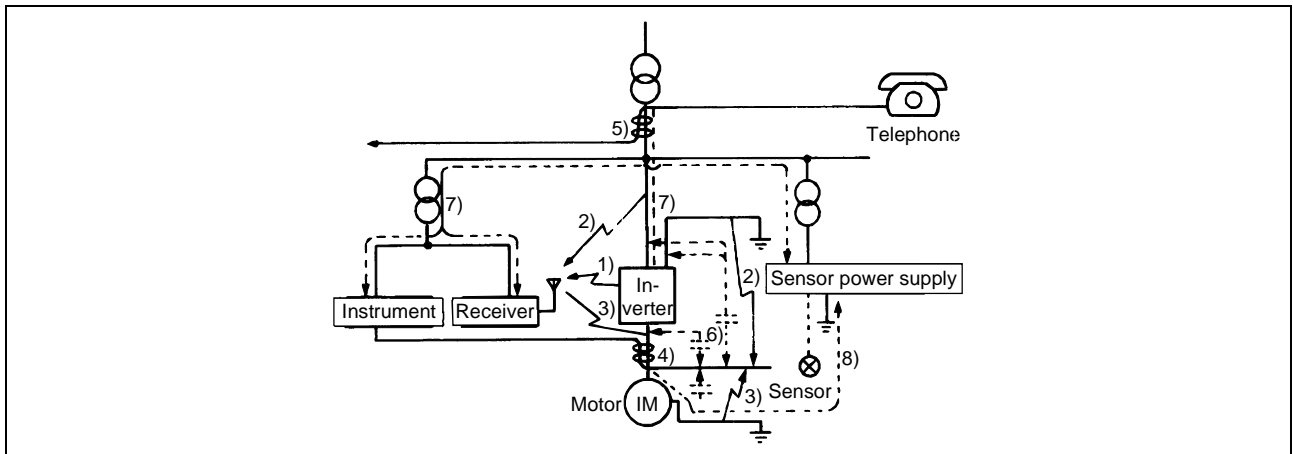 Telephone
5)
7)
7)
2)
1)
2)
In-
verter
Sensor power supply
Instrument
Receiver
3)
6)
4)
8)
Sensor
3)
Motor
IM